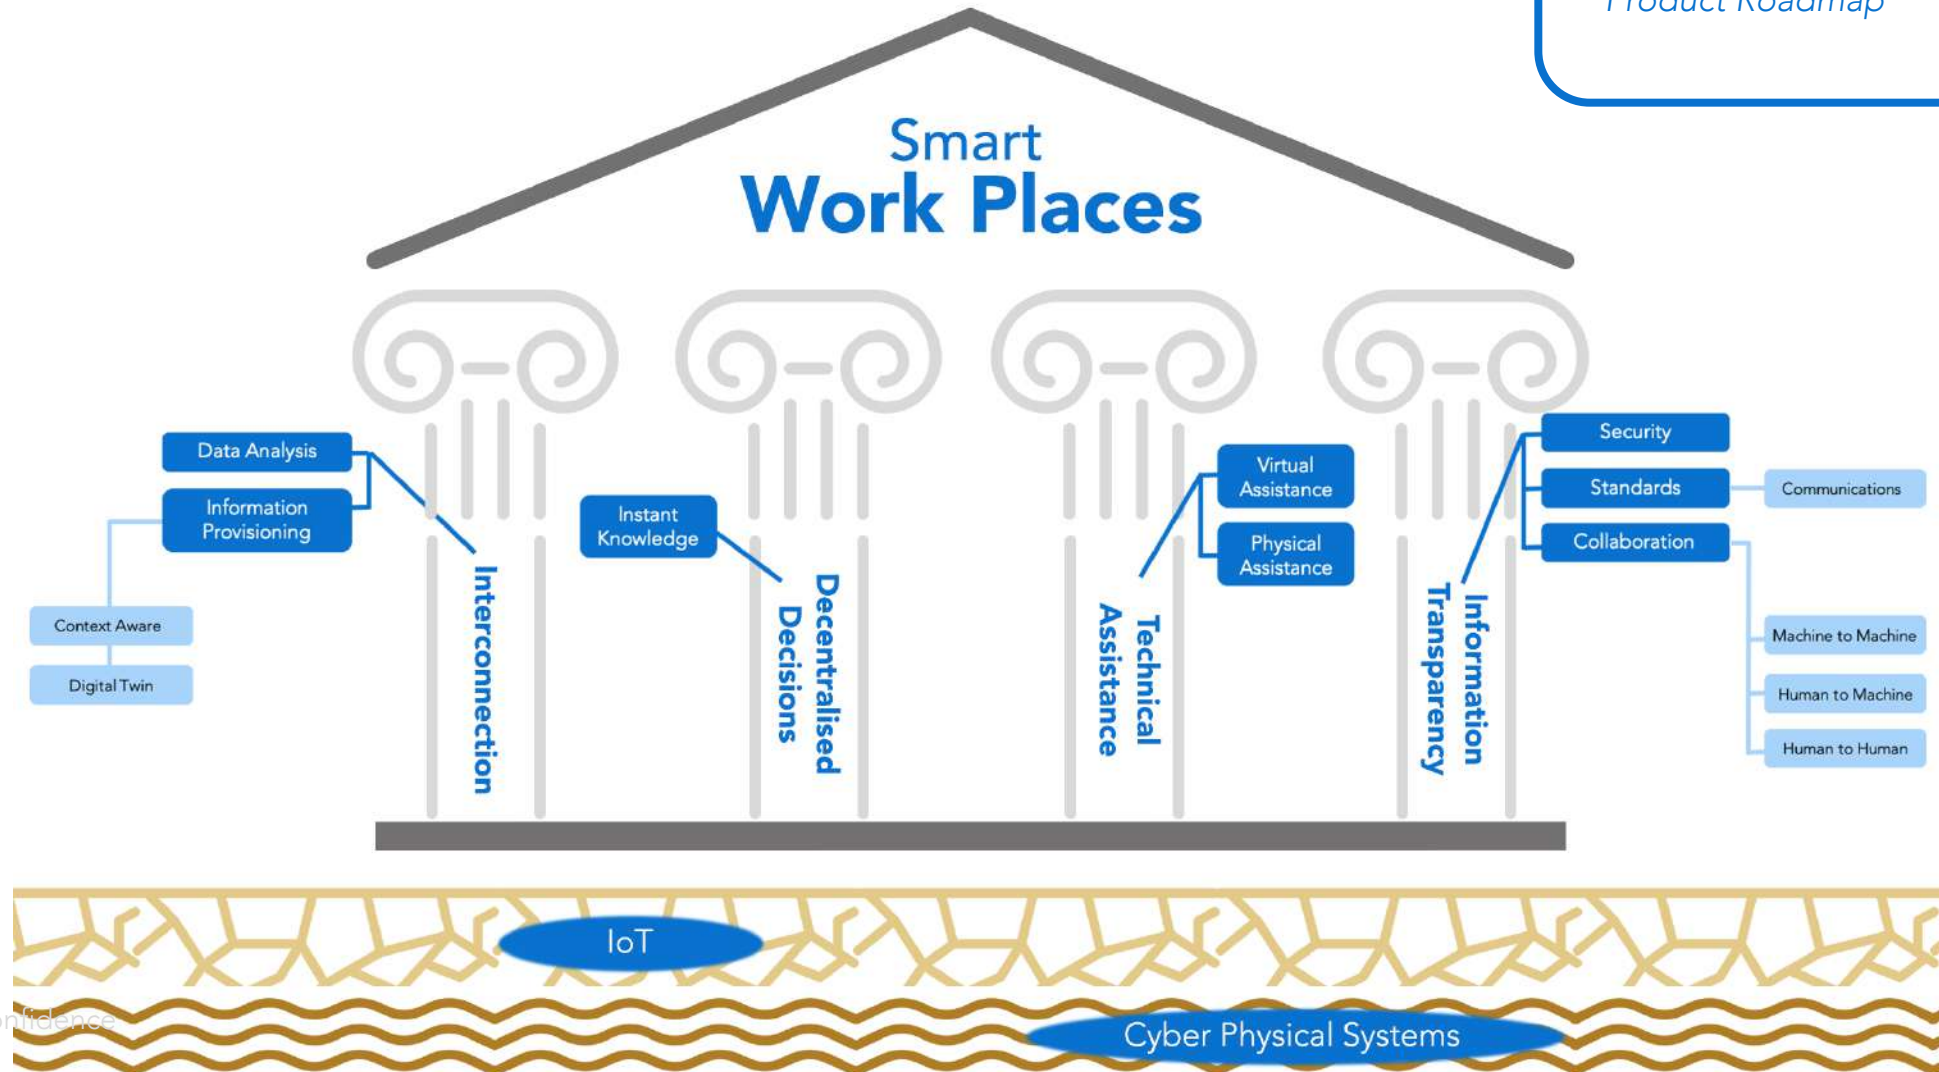 Product Roadmap
Smart
Work Places
Data Analysis
Information
Provisioning
Context Aware
Digital Twin
Interconnection
Instant
Knowledge
Decentralised
Decisions
Virtual
Assistance
Physical
Assistance
Technical
Assistance
Security
Standards
Collaboration
Communications
Machine to Machine
Human to Machine
Human to Human
Information
Transparency
IoT
Cyber Physical Systems